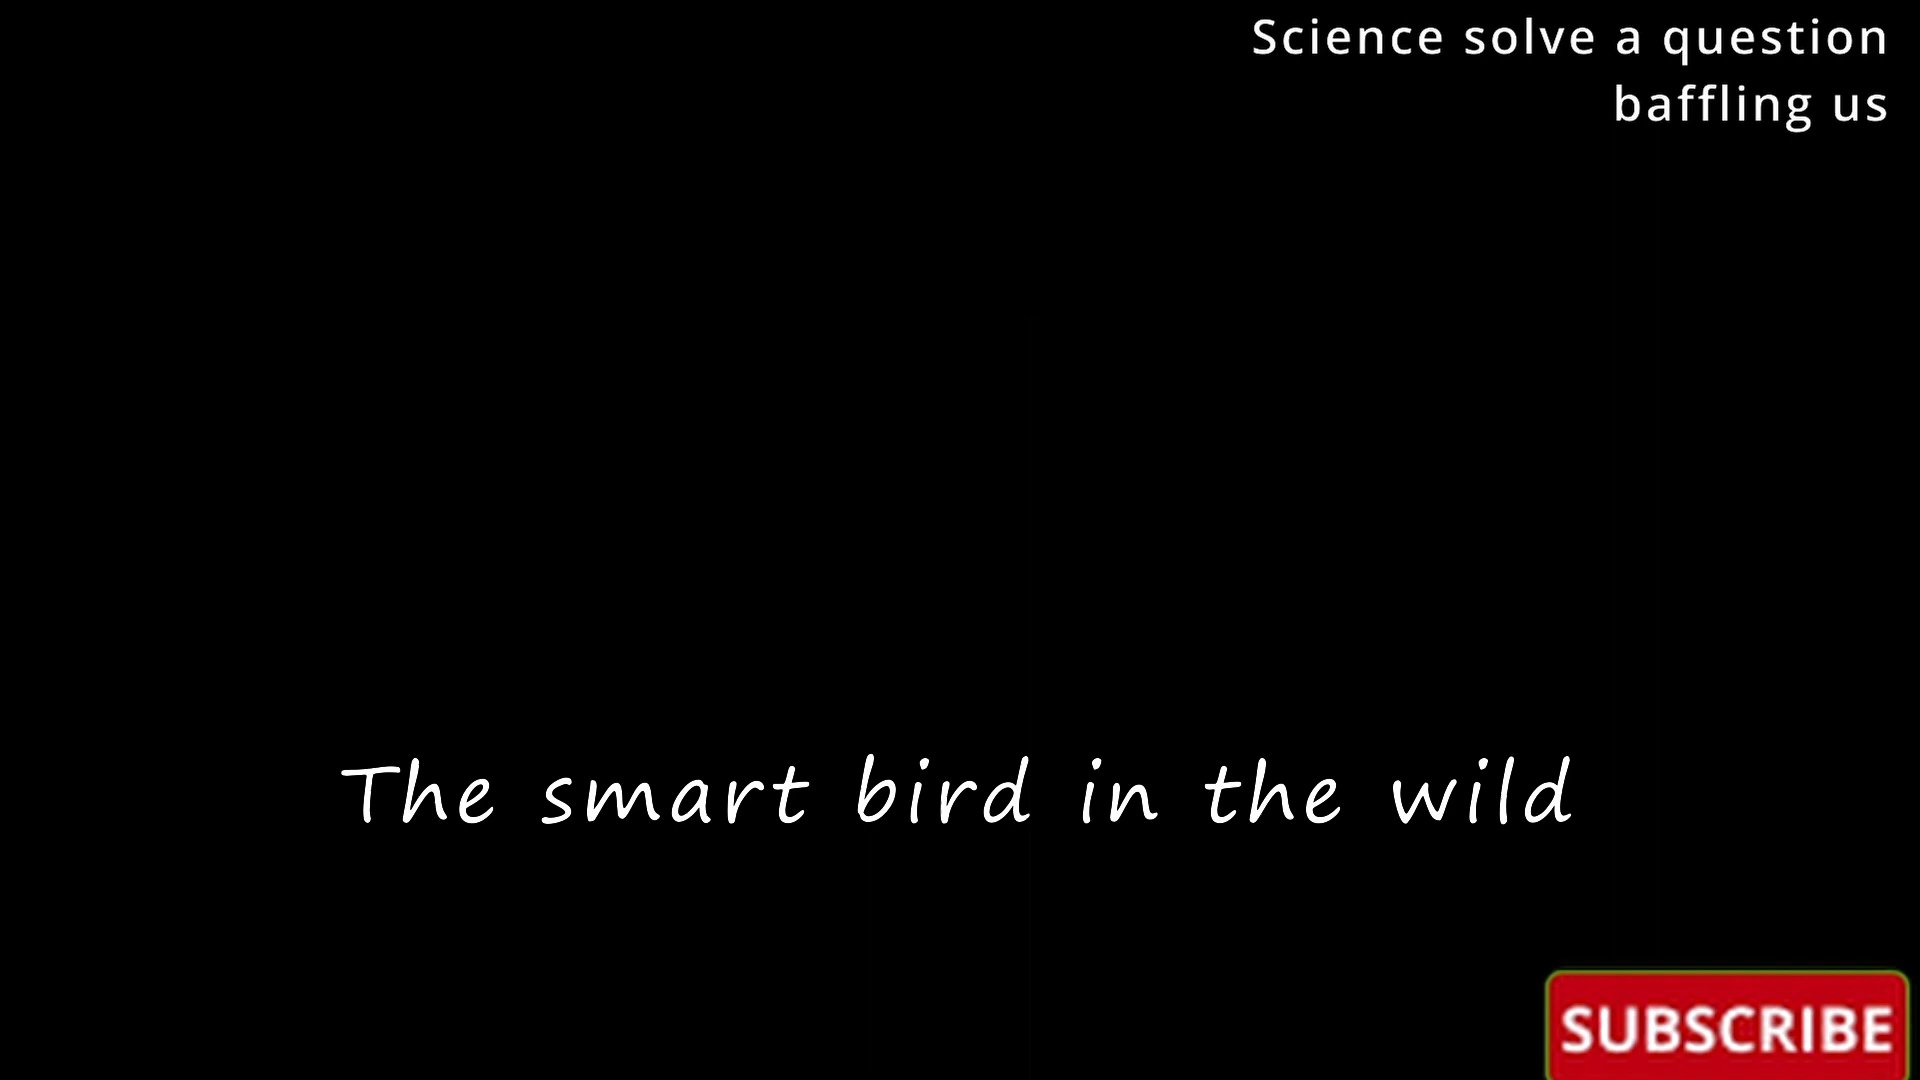 Science solve a question
baffling us
The smart bird in the wild
SUBSCRIBE